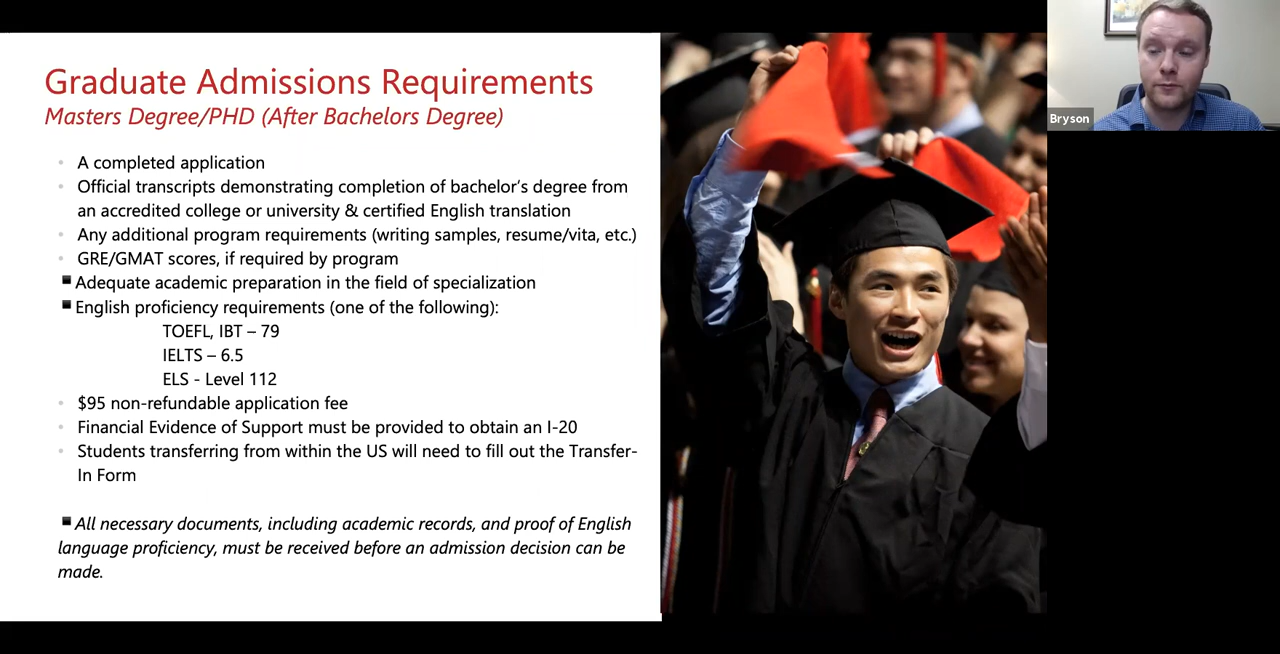 Graduate Admissions Requirements
Masters Degree/PHD (After Bachelors Degree)
• A completed application
• Official transcripts demonstrating completion of bachelor's degree from
an accredited college or university & certified English translation
• Any additional program requirements (writing samples, resume/vita, etc.)
• GRE/GMAT scores, if required by program
▪ Adequate academic preparation in the field of specialization
▪ English proficiency requirements (one of the following):
TOEFL, IBT – 79
IELTS – 6.5
ELS - Level 112
• $95 non-refundable application fee
• Financial Evidence of Support must be provided to obtain an I-20
• Students transferring from within the US will need to fill out the Transfer-
In Form
▪ All necessary documents, including academic records, and proof of English
language proficiency, must be received before an admission decision can be
made.
Bryson